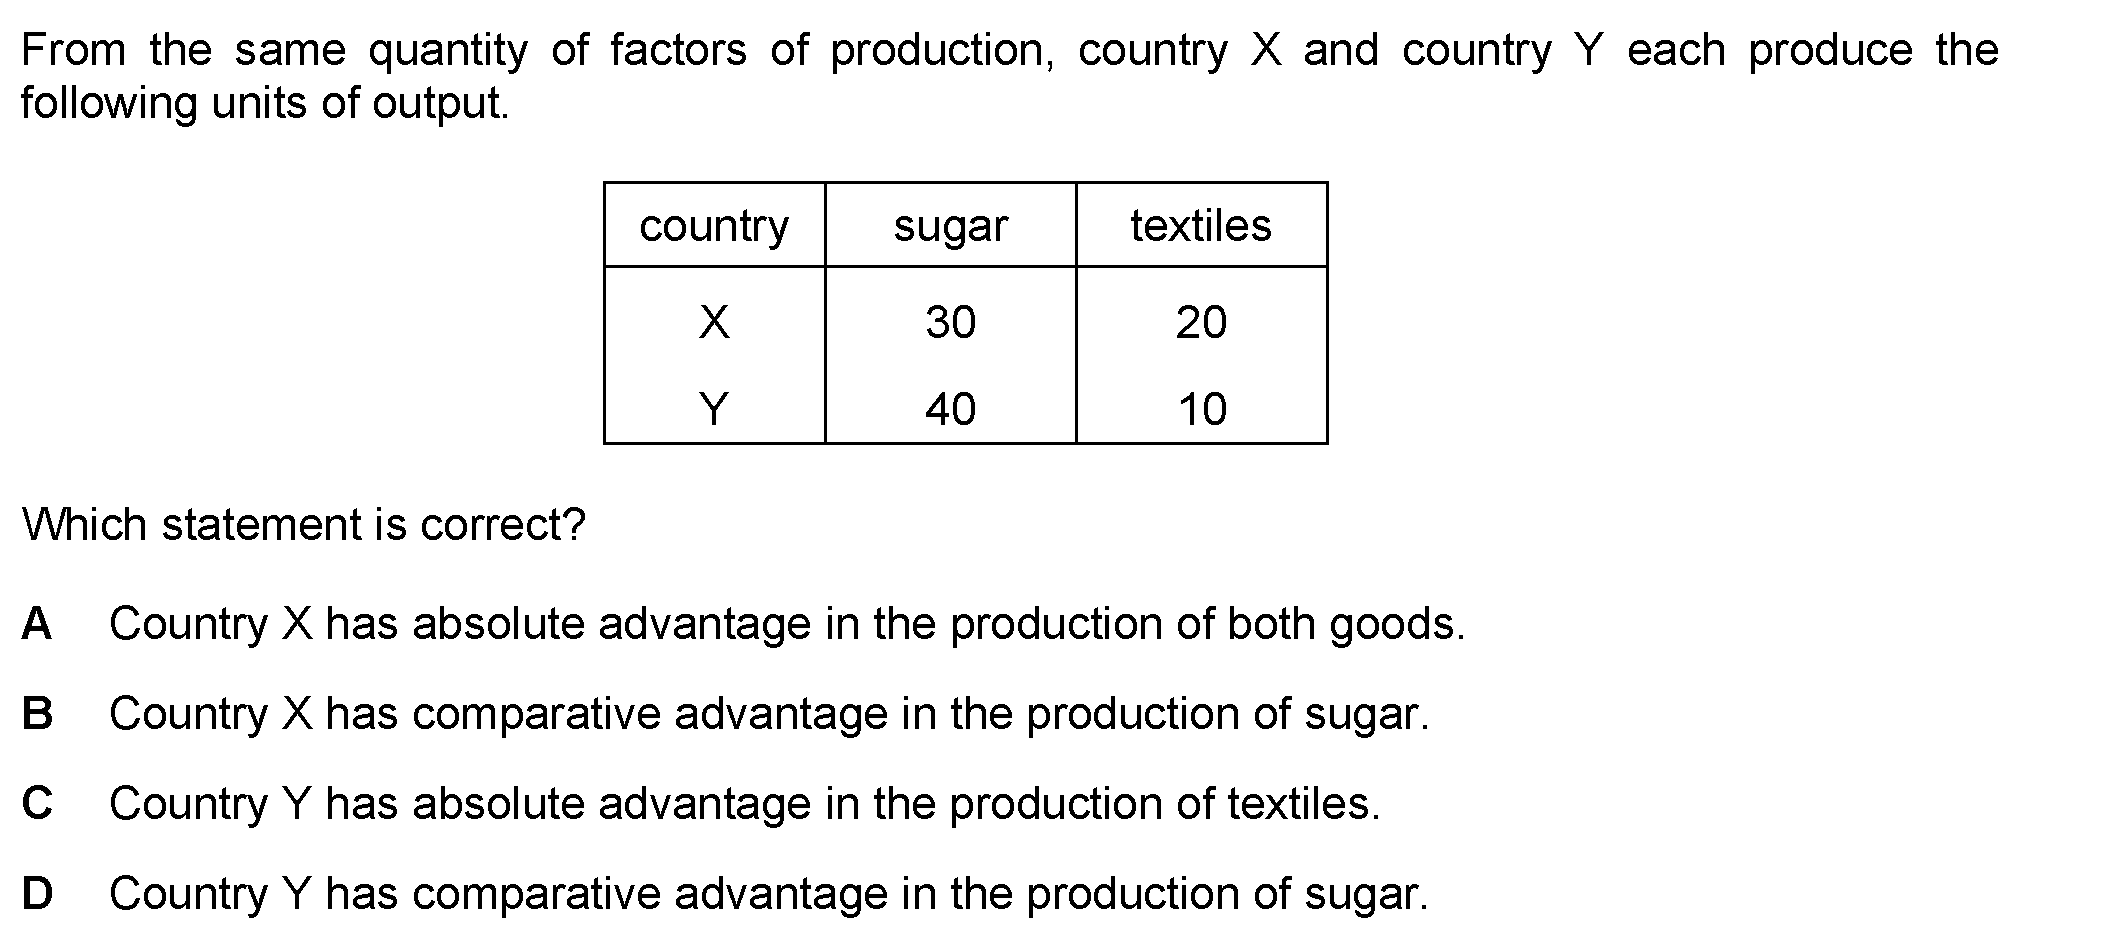 From the same quantity of factors of production, country X and country Y each produce the
following units of output.
country sugar textiles
X 30 20
Y 40 10
Which statement is correct?
A Country X has absolute advantage in the production of both goods.
B Country X has comparative advantage in the production of sugar.
C Country Y has absolute advantage in the production of textiles.
D Country Y has comparative advantage in the production of sugar.